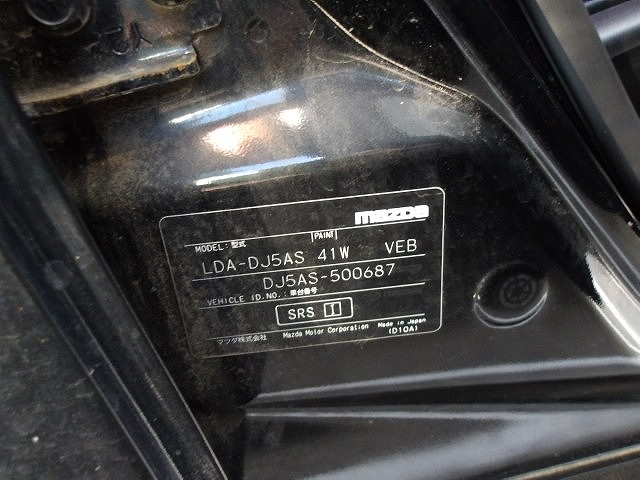 mazda
MODEL:型式 PAINT
LDA-DJ5AS 41W VEB
DJ5AS-500687
VEHICLE ID.NO.:車台番号
SRS I
マツダ株式会社 Mazda Motor Corporation Made in Japan
(D10A)